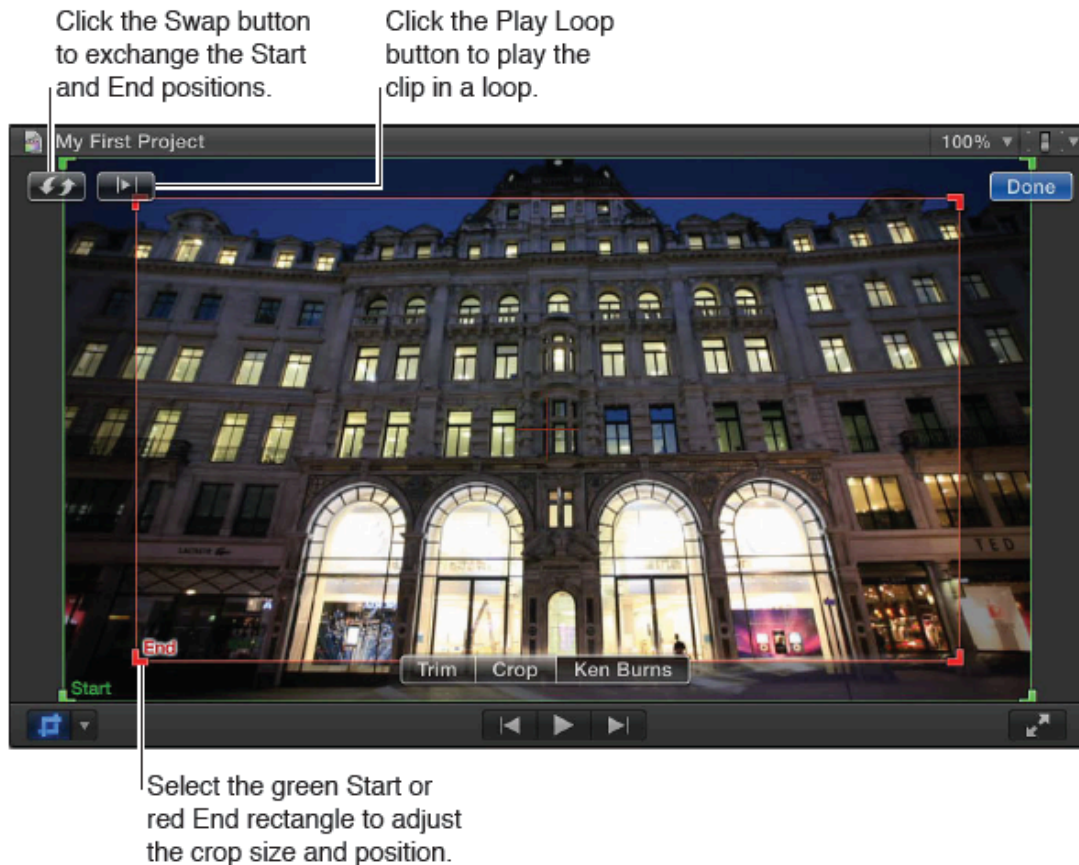 Click the Swap button
to exchange the Start
and End positions.
Click the Play Loop
button to play the
clip in a loop.
My First Project
100%
Done
LACOSTE
TED
End
Trim Crop Ken Burns
Start
Select the green Start or
red End rectangle to adjust
the crop size and position.